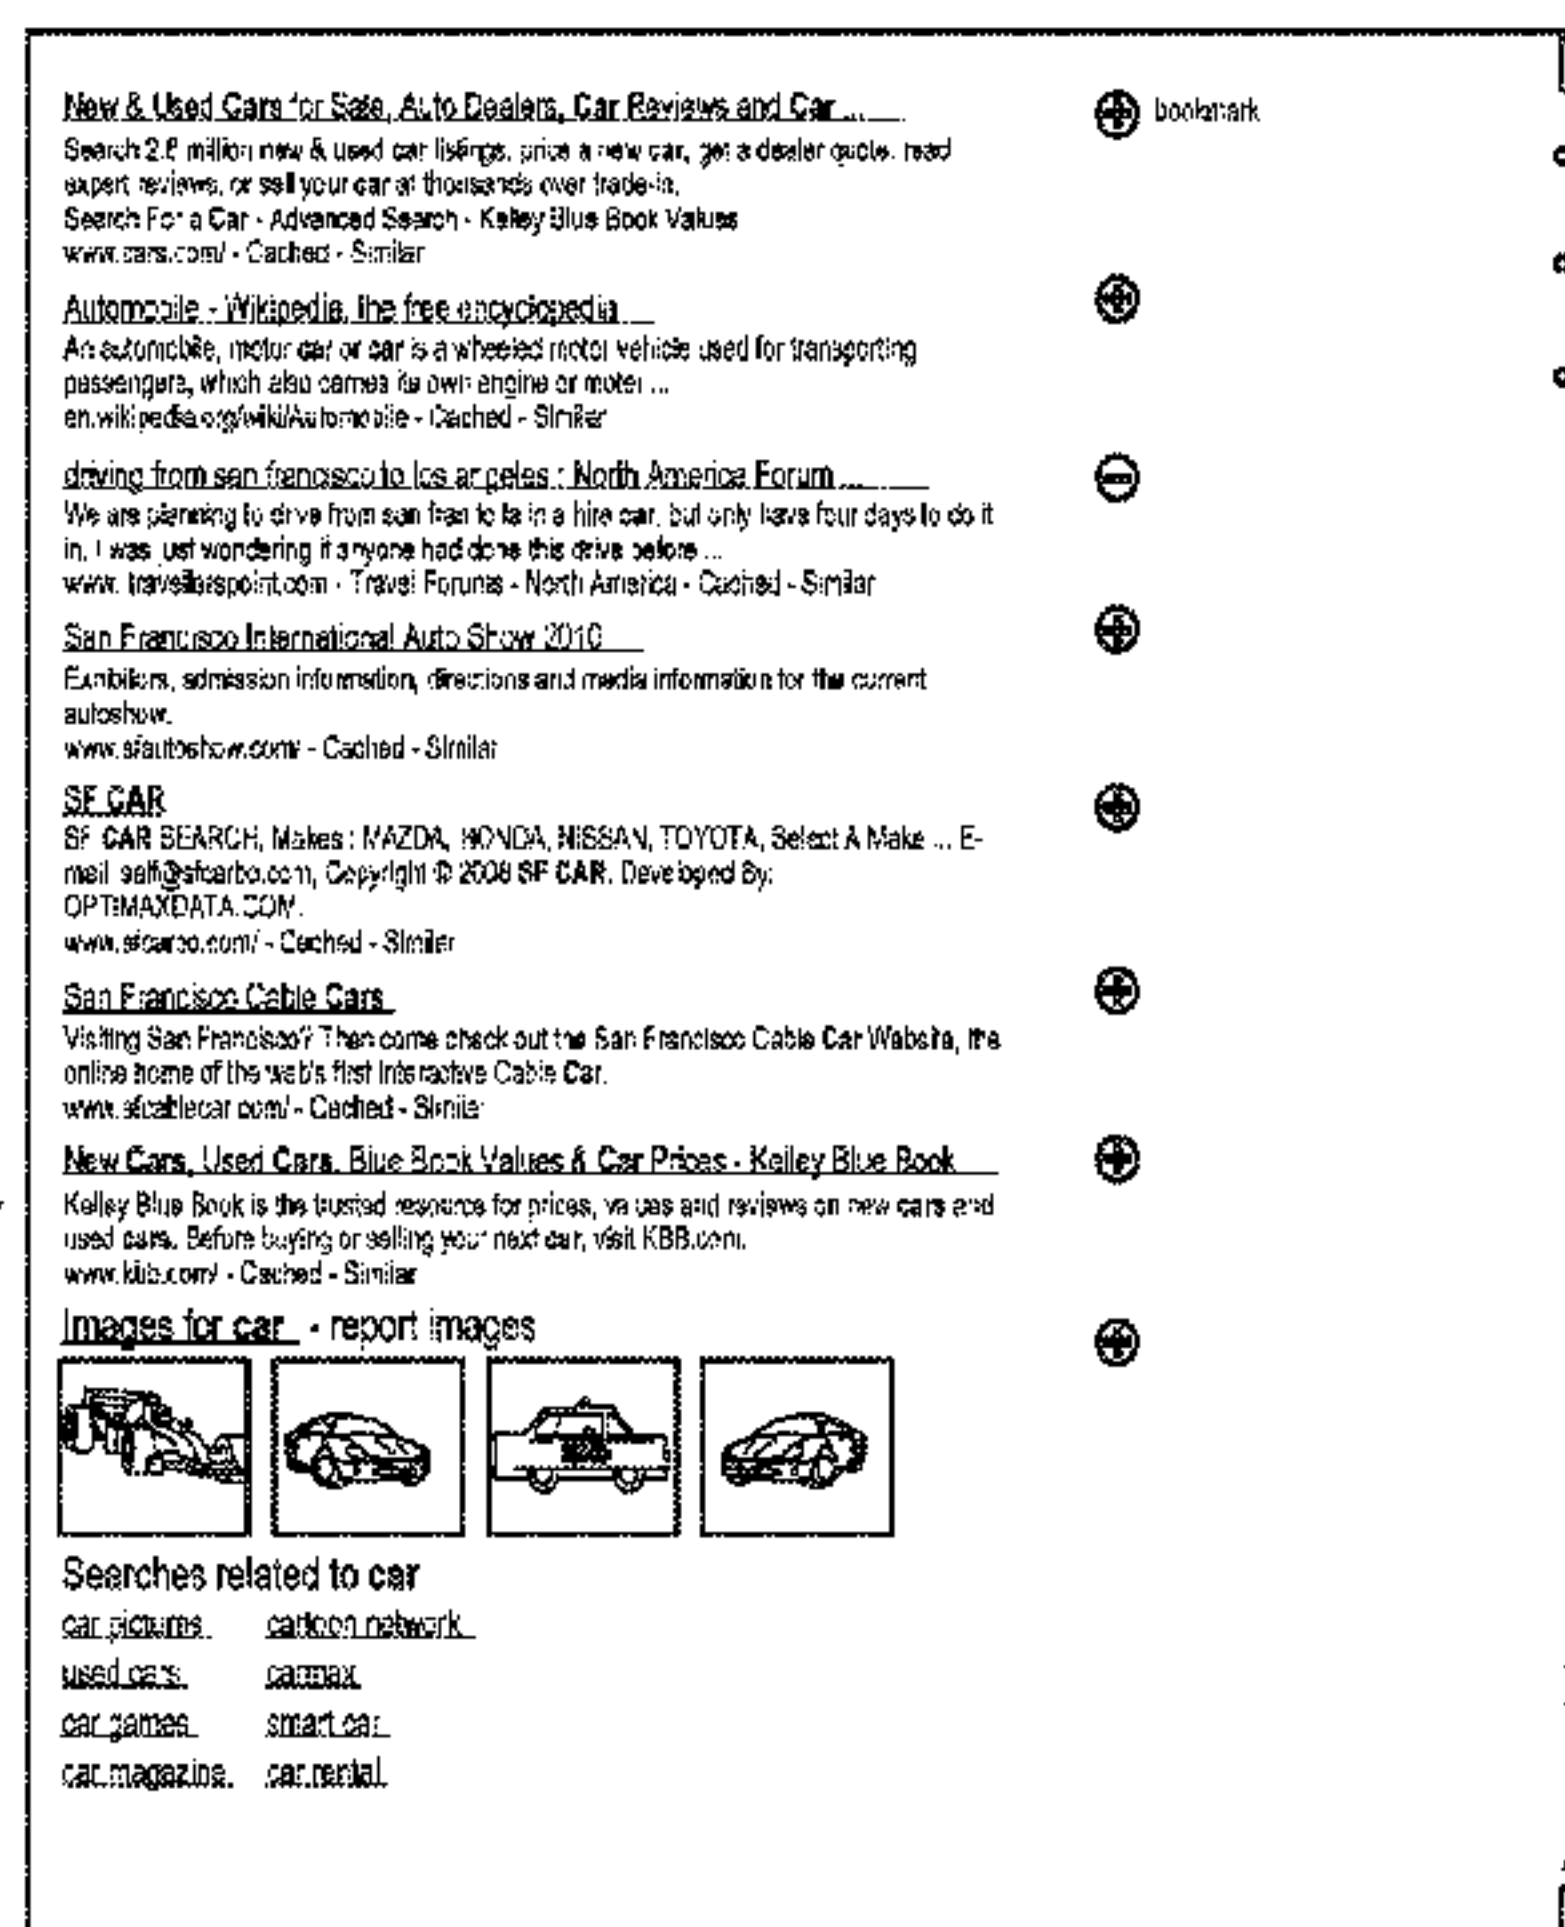 New & Used Cars for Sale, Auto Dealers, Car Reviews and Car ...
bookmark
Search 2.6 million new & used car listings, price a new car, get a dealer quote, read
expert reviews, or sell your car at thousands over trade-in.
Search For a Car - Advanced Search - Kelley Blue Book Values
www.cars.com/ - Cached - Similar
Automobile - Wikipedia, the free encyclopedia
An automobile, motor car or car is a wheeled motor vehicle used for transporting
passengers, which also carries its own engine or motor ...
en.wikipedia.org/wiki/Automobile - Cached - Similar
driving from san francisco to los angeles : North America Forum ...
We are planning to drive from san fran to la in a hire car, but only have four days to do it
in. I was just wondering if anyone had done this drive before ...
www.travellerspoint.com - Travel Forums - North America - Cached - Similar
San Francisco International Auto Show 2010
Exhibitors, admission information, directions and media information for the current
autoshow.
www.sfautoshow.com/ - Cached - Similar
SF CAR
SF CAR SEARCH, Makes : MAZDA, HONDA, NISSAN, TOYOTA, Select A Make ... E-
mail: Copyright © 2008 SF CAR. Developed By:
OPTIMAXDATA.COM.
www.sfcarbo.com/ - Cached - Similar
San Francisco Cable Cars
Visiting San Francisco? Then come check out the San Francisco Cable Car Website, the
online home of the web's first Interactive Cable Car.
www.sfcablecar.com/ - Cached - Similar
New Cars, Used Cars, Blue Book Values & Car Prices - Kelley Blue Book
Kelley Blue Book is the trusted resource for prices, values and reviews on new cars and
used cars. Before buying or selling your next car, visit KBB.com.
www.kbb.com/ - Cached - Similar
Images for car - report images
Searches related to car
car pictures cartoon network
used cars carmax
car games smart car
car magazine car rental